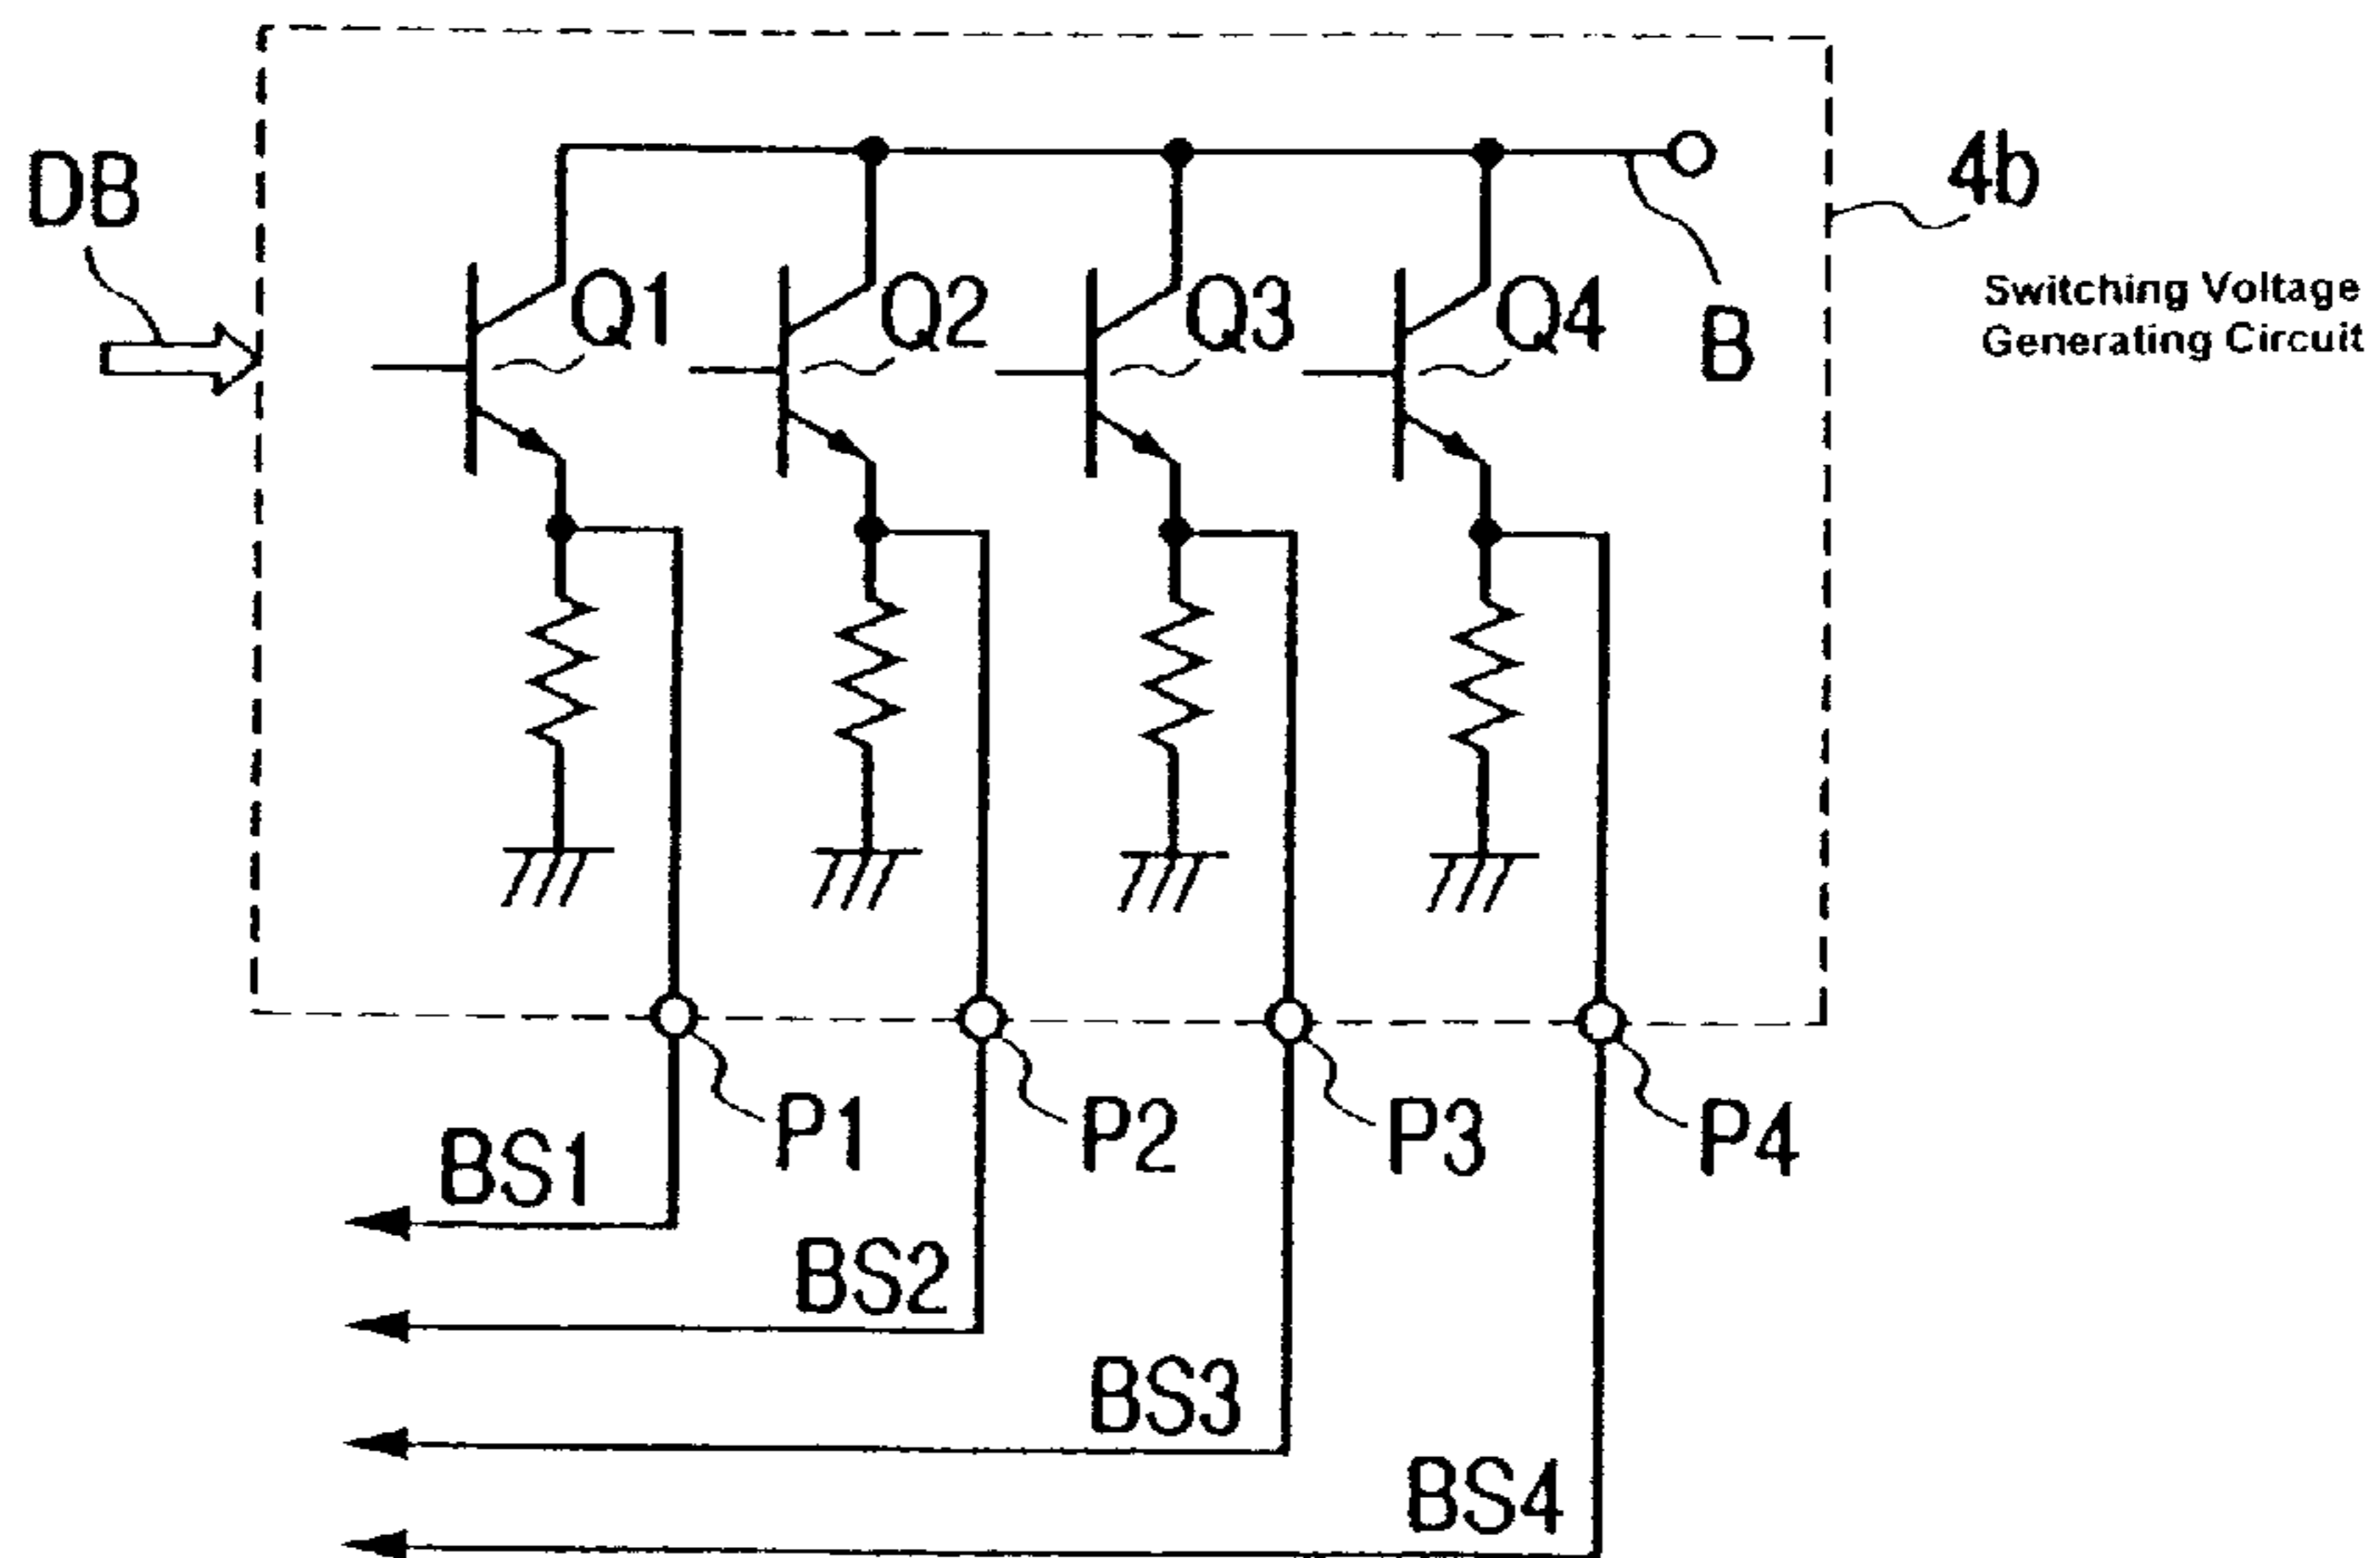 DB
4b
Switching Voltage
Generating Circuit
Q1
Q2
Q3
Q4
B
P1
P2
P3
P4
BS1
BS2
BS3
BS4